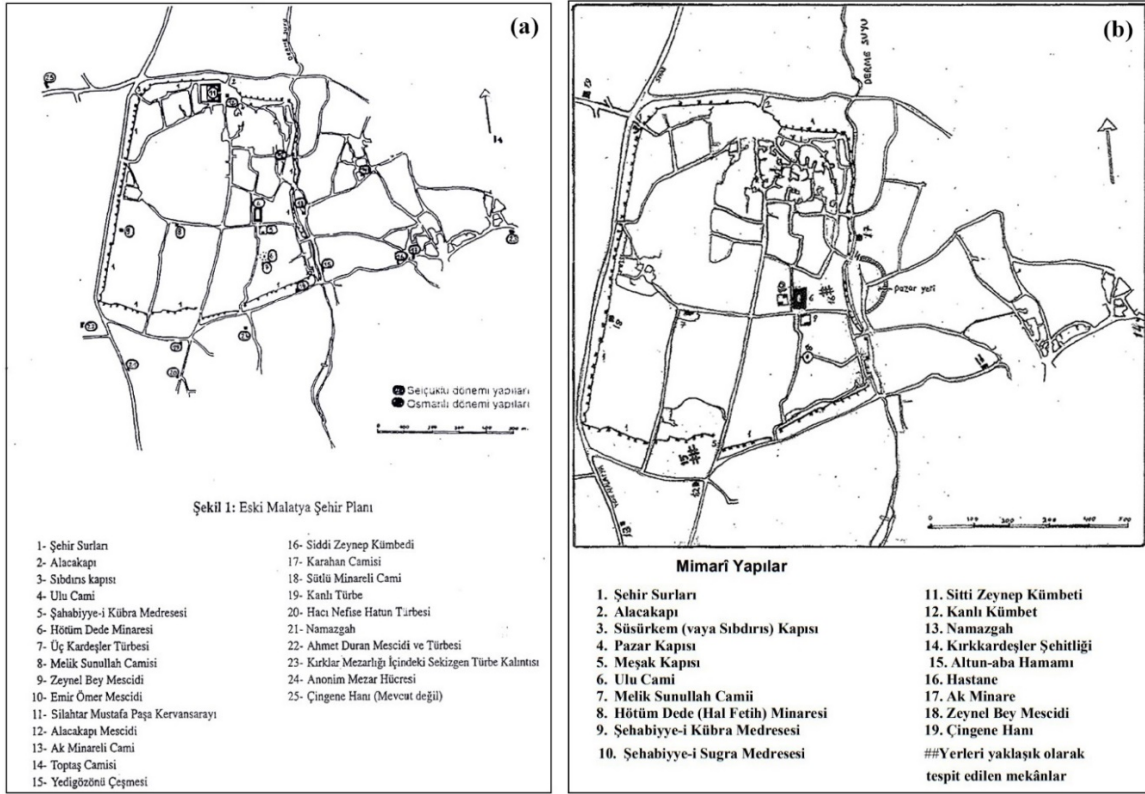 (a)
DERME SUYU
Selçuklu dönemi yapıları
Osmanlı dönemi yapıları
Şekil 1: Eski Malatya Şehir Planı
1- Şehir Surları
2- Alacakapı
3- Sıbdırıs kapısı
4- Ulu Cami
5- Şahabiyye-i Kübra Medresesi
6- Hötüm Dede Minaresi
7- Üç Kardeşler Türbesi
8- Melik Sunullah Camisi
9- Zeynel Bey Mescidi
10- Emir Ömer Mescidi
11- Silahtar Mustafa Paşa Kervansarayı
12- Alacakapı Mescidi
13- Ak Minareli Cami
14- Toptaş Camisi
15- Yedigözönü Çeşmesi
16- Siddi Zeynep Kümbedi
17- Karahan Camisi
18- Sütlü Minareli Cami
19- Kanlı Türbe
20- Hacı Nefise Hatun Türbesi
21- Namazgah
22- Ahmet Duran Mescidi ve Türbesi
23- Kırklar Mezarlığı İçindeki Sekizgen Türbe Kalıntısı
24- Anonim Mezar Hücresi
25- Çingene Hanı (Mevcut değil)
(b)
DERME SUYU
pazar yeri
0 100 200 300 400 500
Mimarî Yapılar
1. Şehir Surları
2. Alacakapı
3. Süsürkem (vaya Sıbdırıs) Kapısı
4. Pazar Kapısı
5. Meşak Kapısı
6. Ulu Cami
7. Melik Sunullah Camii
8. Hötüm Dede (Hal Fetih) Minaresi
9. Şehabiyye-i Kübra Medresesi
10. Şehabiyye-i Sugra Medresesi
11. Sitti Zeynep Kümbeti
12. Kanlı Kümbet
13. Namazgah
14. Kırkkardeşler Şehitliği
15. Altun-aba Hamamı
16. Hastane
17. Ak Minare
18. Zeynel Bey Mescidi
19. Çingene Hanı
##Yerleri yaklaşık olarak
tespit edilen mekânlar